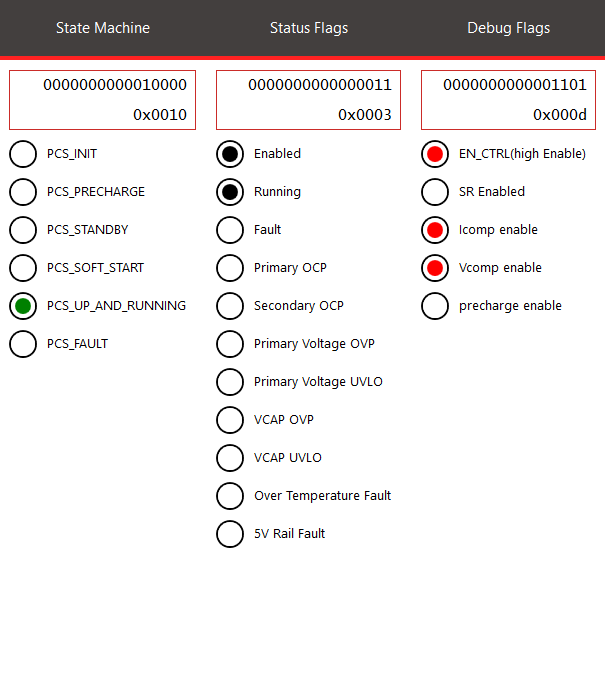 State Machine
Status Flags
Debug Flags
0000000000010000
0x0010
0000000000000011
0x0003
0000000000001101
0x000d
PCS_INIT
PCS_PRECHARGE
PCS_STANDBY
PCS_SOFT_START
PCS_UP_AND_RUNNING
PCS_FAULT
Enabled
Running
Fault
Primary OCP
Secondary OCP
Primary Voltage OVP
Primary Voltage UVLO
VCAP OVP
VCAP UVLO
Over Temperature Fault
5V Rail Fault
EN_CTRL(high Enable)
SR Enabled
Icomp enable
Vcomp enable
precharge enable